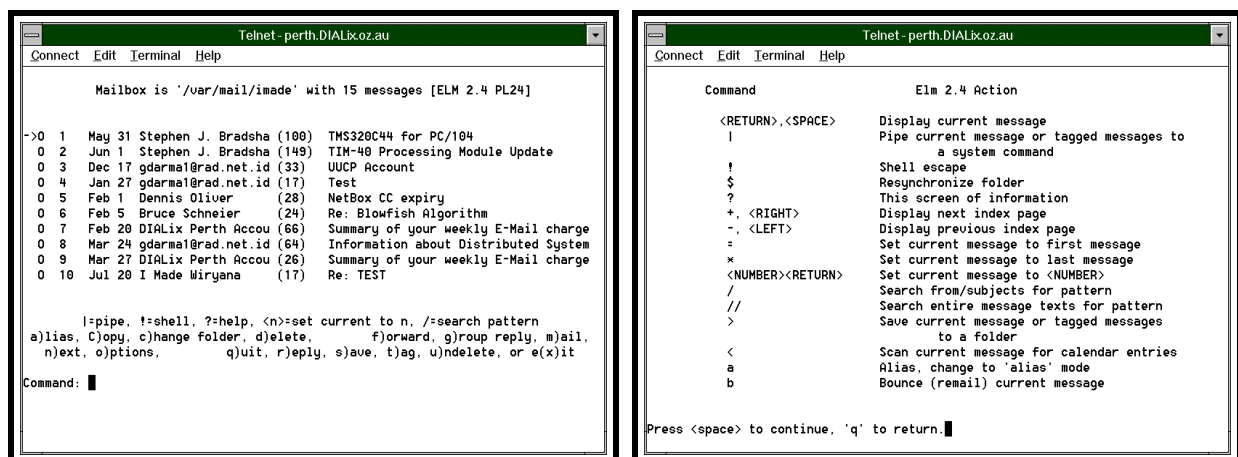 Telnet - perth.DIALix.oz.au
Connect Edit Terminal Help
Mailbox is '/var/mail/imade' with 15 messages [ELM 2.4 PL24]
->O 1 May 31 Stephen J. Bradsha (100) TMS320C44 for PC/104
O 2 Jun 1 Stephen J. Bradsha (149) TIM-40 Processing Module Update
O 3 Dec 17 gdarma1@rad.net.id (33) UUCP Account
O 4 Jan 27 gdarma1@rad.net.id (17) Test
O 5 Feb 1 Dennis Oliver (28) NetBox CC expiry
O 6 Feb 5 Bruce Schneier (24) Re: Blowfish Algorithm
O 7 Feb 20 DIALix Perth Accou (66) Summary of your weekly E-Mail charge
O 8 Mar 24 gdarma1@rad.net.id (64) Information about Distributed System
O 9 Mar 27 DIALix Perth Accou (26) Summary of your weekly E-Mail charge
O 10 Jul 20 I Made Wiryana (17) Re: TEST
|=pipe, !=shell, ?=help, <n>=set current to n, /=search pattern
a)lias, C)opy, c)hange folder, d)elete, f)orward, g)roup reply, m)ail,
n)ext, o)ptions, q)uit, r)eply, s)ave, t)ag, u)ndelete, or e(x)it
Command:
Telnet - perth.DIALix.oz.au
Connect Edit Terminal Help
Command Elm 2.4 Action
<RETURN>,<SPACE> Display current message
| Pipe current message or tagged messages to
a system command
! Shell escape
$ Resynchronize folder
? This screen of information
+, <RIGHT> Display next index page
-, <LEFT> Display previous index page
= Set current message to first message
* Set current message to last message
<NUMBER><RETURN> Set current message to <NUMBER>
/ Search from/subjects for pattern
// Search entire message texts for pattern
> Save current message or tagged messages
to a folder
< Scan current message for calendar entries
a Alias, change to 'alias' mode
b Bounce (remail) current message
Press <space> to continue, 'q' to return.